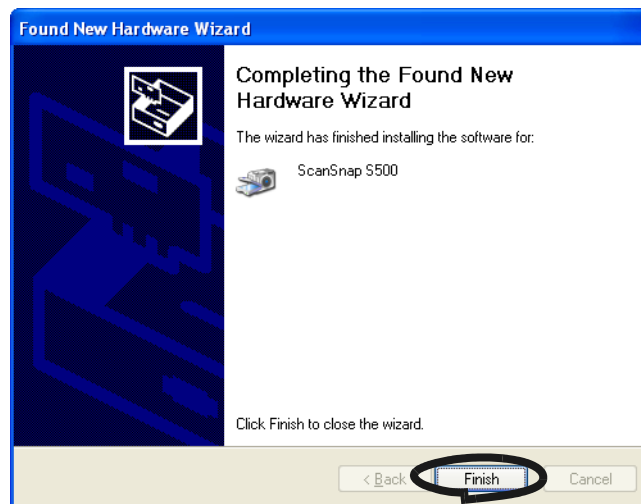 Found New Hardware Wizard
Completing the Found New
Hardware Wizard
The wizard has finished installing the software for:
ScanSnap S500
Click Finish to close the wizard.
< Back
Finish
Cancel